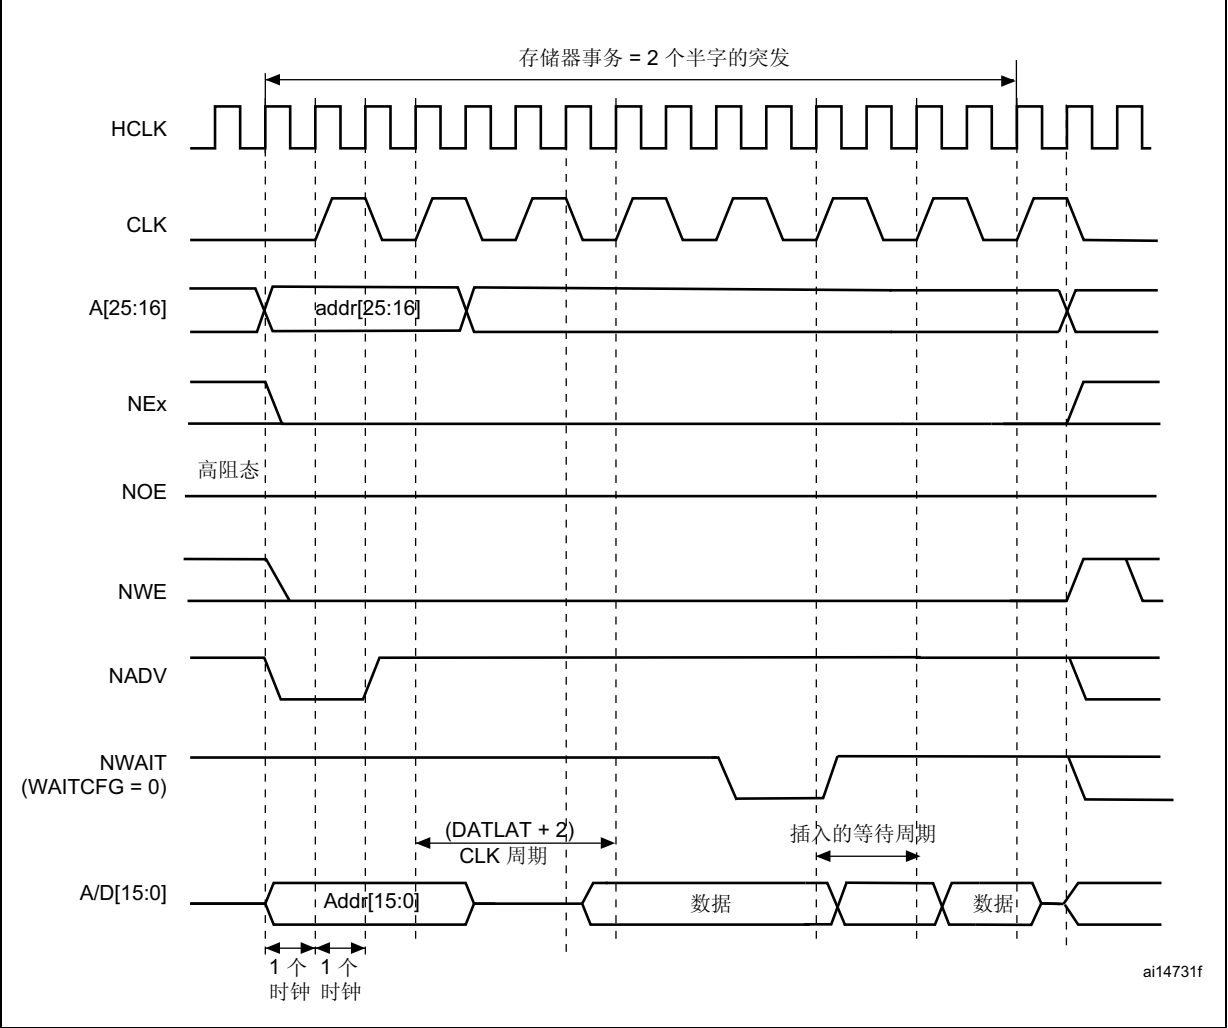 存储器事务 = 2 个半字的突发
HCLK
CLK
A[25:16]
addr[25:16]
NEx
高阻态
NOE
NWE
NADV
NWAIT
(WAITCFG = 0)
(DATLAT + 2)
CLK 周期
插入的等待周期
A/D[15:0]
Addr[15:0]
数据
数据
1 个
时钟
1 个
时钟
ai14731f